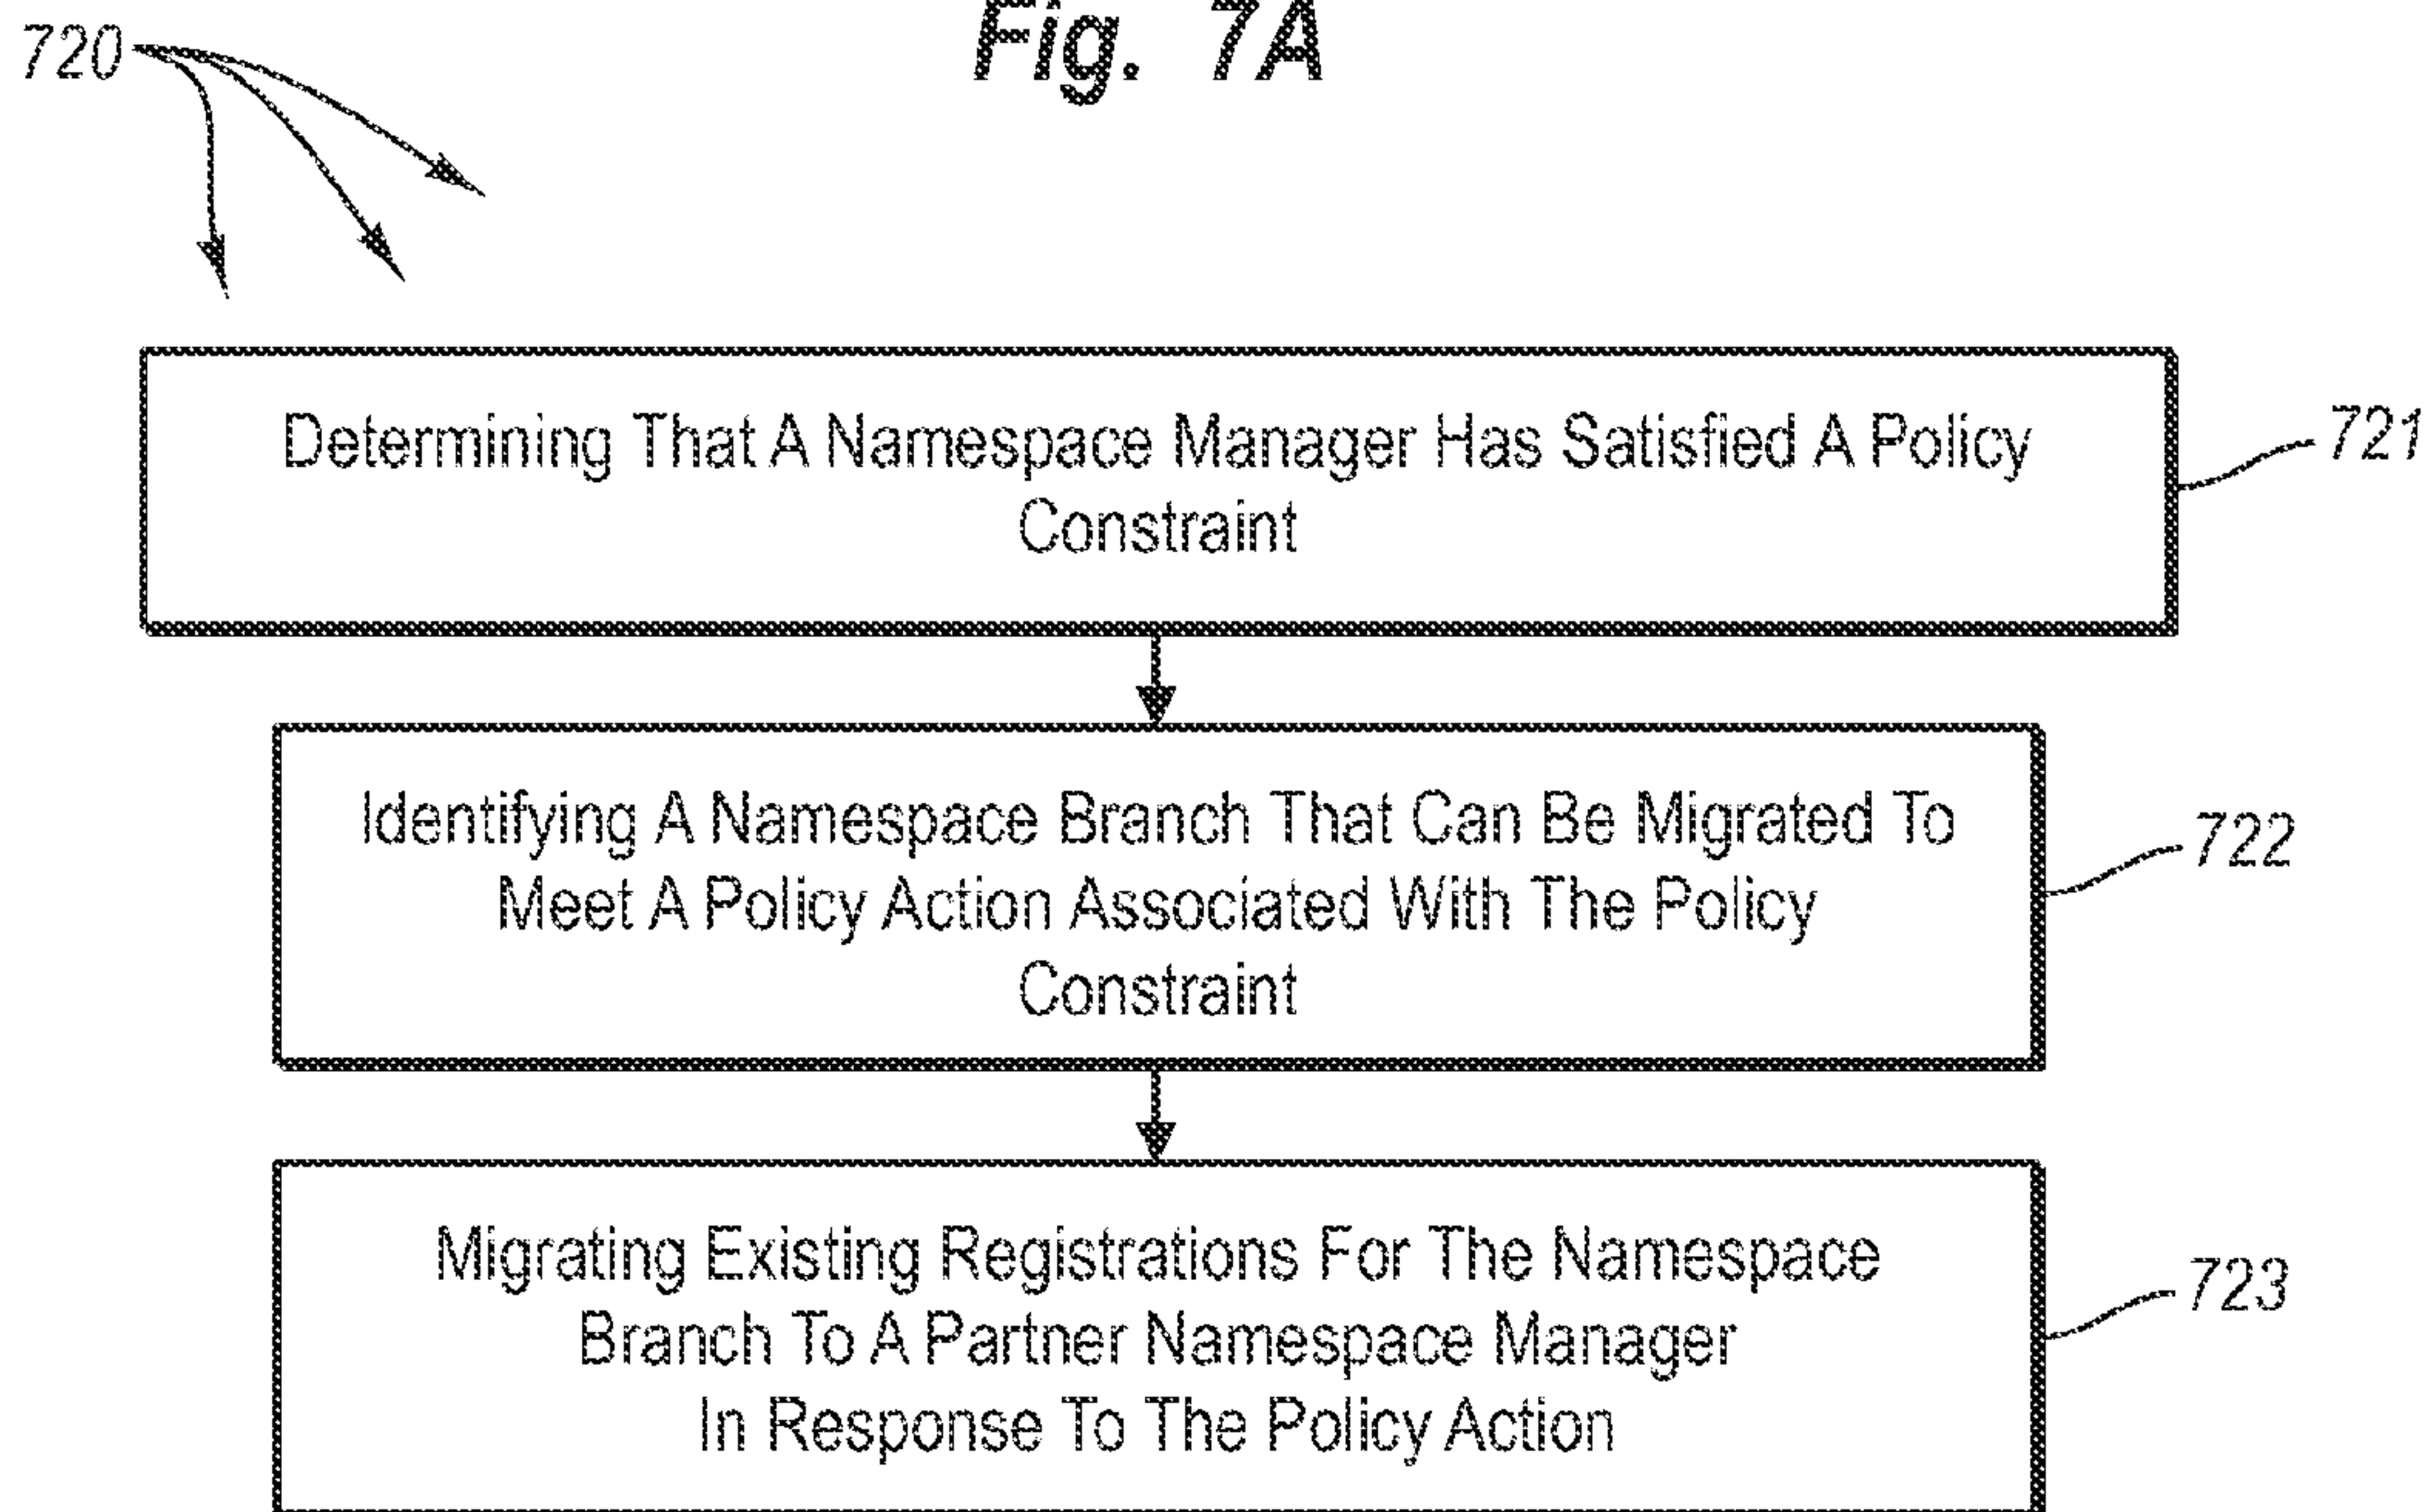 Fig. 7A
720
Determining That A Namespace Manager Has Satisfied A Policy
Constraint
721
Identifying A Namespace Branch That Can Be Migrated To
Meet A Policy Action Associated With The Policy
Constraint
722
Migrating Existing Registrations For The Namespace
Branch To A Partner Namespace Manager
In Response To The Policy Action
723